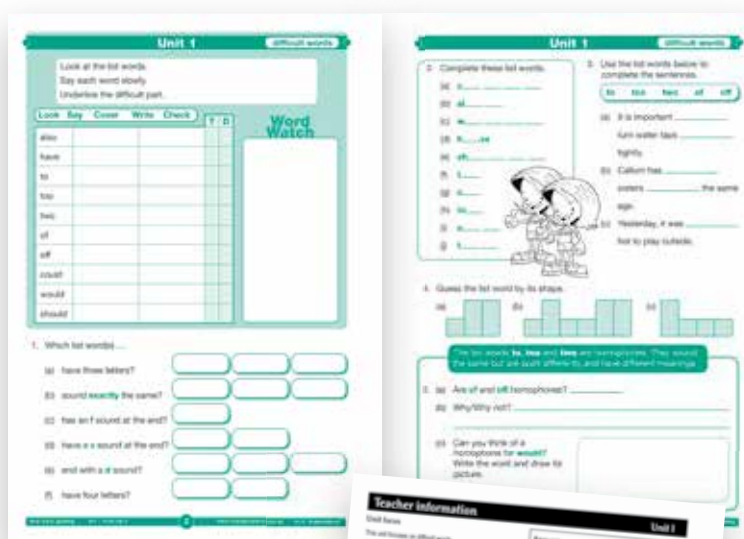 Unit 1
difficult words
Look at the list words.
Say each word slowly.
Underline the difficult part.
Look Say Cover Write Check T D
also
have
to
too
two
of
off
could
would
should
Word
Watch
1. Which list word(s) ...
(a) have three letters?
(b) sound exactly the same?
(c) has an f sound at the end?
(d) have a v sound at the end?
(e) end with a d sound?
(f) have four letters?
Unit 1
difficult words
2. Complete these list words.
(a) c
(b) al
(c) w
(d)
(e) sh
(f) t
(g) o
(h)
(i) o
(j) t
3. Use the list words below to
complete the sentences.
to too two of off
(a) It is important
turn water taps
tightly.
(b) Callum has
sisters the same
age.
(c) Yesterday, it was
hot to play outside.
4. Guess the list word by its shape.
(a) (b) (c)
The list words to, too and two are homophones. They sound
the same but are spelt differently, and have different meanings.
5. (a) Are of and off homophones?
(b) Why/Why not?
(c) Can you think of a
homophone for would?
Write the word and draw its
picture.
2
Teacher information
Unit 1
Unit focus